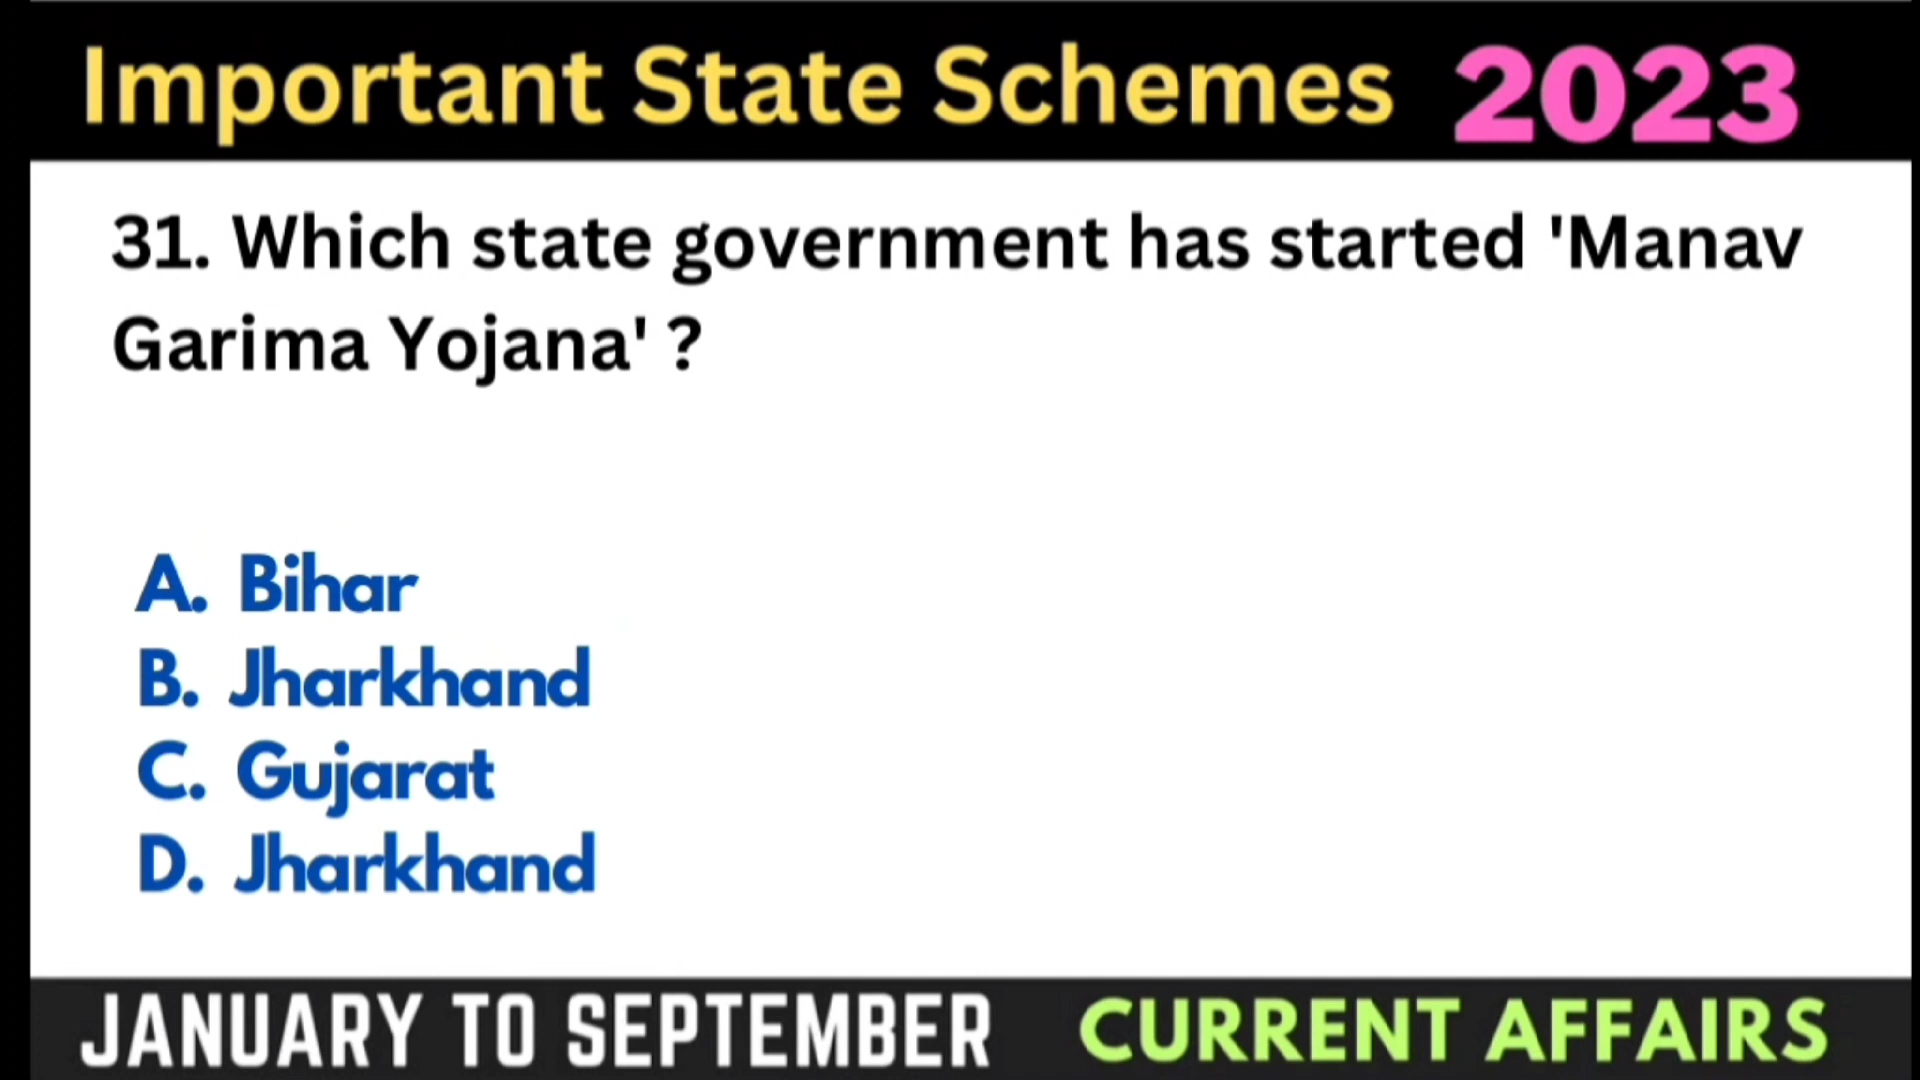 Important State Schemes 2023
31. Which state government has started 'Manav
Garima Yojana' ?
A. Bihar
B. Jharkhand
C. Gujarat
D. Jharkhand
JANUARY TO SEPTEMBER CURRENT AFFAIRS